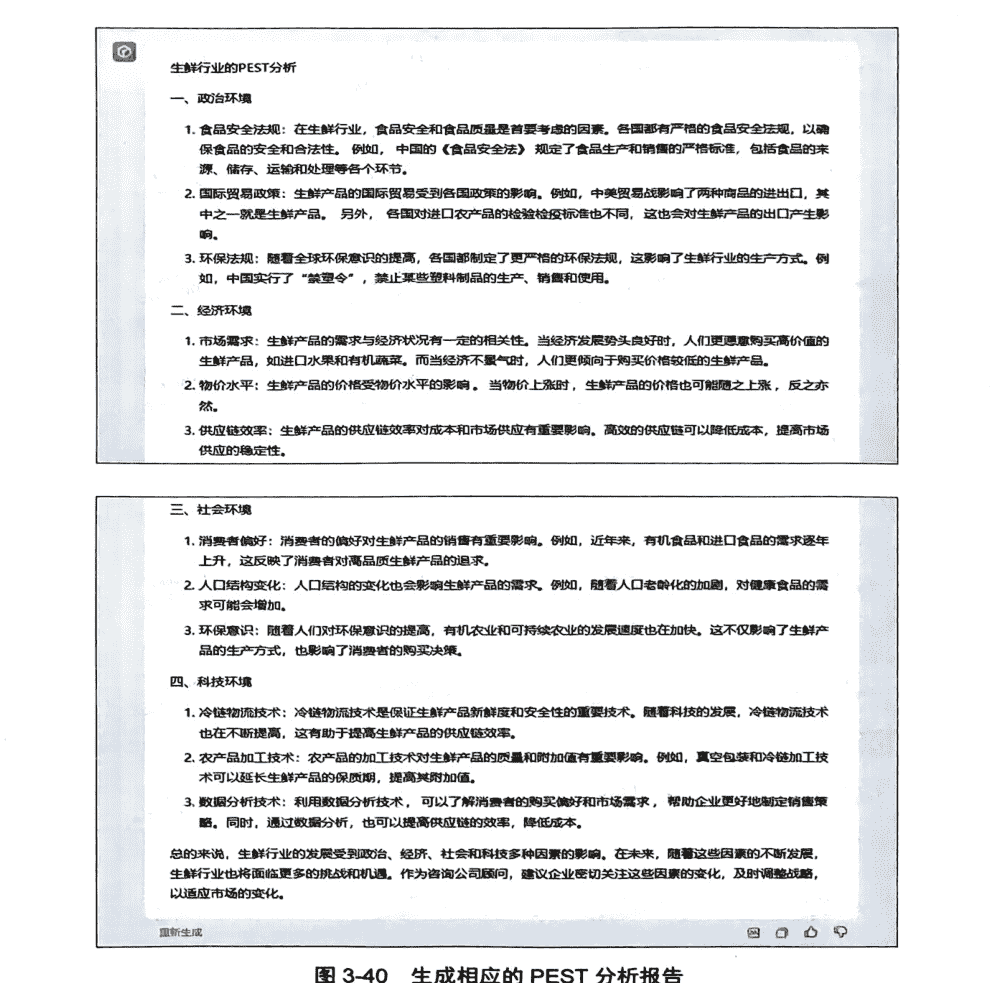 生鲜行业的PEST分析
一、政治环境
1. 食品安全法规：在生鲜行业，食品安全和食品质量是首要考虑的因素。各国都有严格的食品安全法规，以确
保食品的安全和合法性。 例如， 中国的《食品安全法》 规定了食品生产和销售的严格标准，包括食品的来
源、储存、运输和处理等各个环节。
2. 国际贸易政策：生鲜产品的国际贸易受到各国政策的影响。例如，中美贸易战影响了两种商品的进出口，其
中之一就是生鲜产品。 另外， 各国对进口农产品的检验检疫标准也不同， 这也会对生鲜产品的出口产生影
响。
3. 环保法规：随着全球环保意识的提高，各国都制定了更严格的环保法规，这影响了生鲜行业的生产方式。例
如，中国实行了“禁塑令”，禁止某些塑料制品的生产、销售和使用。
二、经济环境
1. 市场需求：生鲜产品的需求与经济状况有一定的相关性。当经济发展势头良好时，人们更愿意购买高价值的
生鲜产品，如进口水果和有机蔬菜。而当经济不景气时，人们更倾向于购买价格较低的生鲜产品。
2. 物价水平：生鲜产品的价格受物价水平的影响 。 当物价上涨时 ，生鲜产品的价格也可能随之上涨 ，反之亦
然。
3. 供应链效率：生鲜产品的供应链效率对成本和市场供应有重要影响。高效的供应链可以降低成本，提高市场
供应的稳定性。
三、社会环境
1. 消费者偏好：消费者的偏好对生鲜产品的销售有重要影响。例如，近年来，有机食品和进口食品的需求逐年
上升，这反映了消费者对高品质生鲜产品的追求。
2. 人口结构变化：人口结构的变化也会影响生鲜产品的需求。例如，随着人口老龄化的加剧，对健康食品的需
求可能会增加。
3. 环保意识：随着人们对环保意识的提高，有机农业和可持续农业的发展速度也在加快。这不仅影响了生鲜产
品的生产方式，也影响了消费者的购买决策。
四、科技环境
1. 冷链物流技术：冷链物流技术是保证生鲜产品新鲜度和安全性的重要技术。随着科技的发展，冷链物流技术
也在不断提高，这有助于提高生鲜产品的供应链效率。
2. 农产品加工技术：农产品的加工技术对生鲜产品的质量和附加值有重要影响。例如，真空包装和冷链加工技
术可以延长生鲜产品的保质期，提高其附加值。
3. 数据分析技术：利用数据分析技术 ， 可以了解消费者的购买偏好和市场需求 ，帮助企业更好地制定销售策
略。同时，通过数据分析，也可以提高供应链的效率，降低成本。
总的来说，生鲜行业的发展受到政治、经济、社会和科技多种因素的影响。在未来，随着这些因素的不断发展，
生鲜行业也将面临更多的挑战和机遇。作为咨询公司顾问，建议企业密切关注这些因素的变化，及时调整战略，
以适应市场的变化。
重新生成
图 3-40 生成相应的 PEST 分析报告